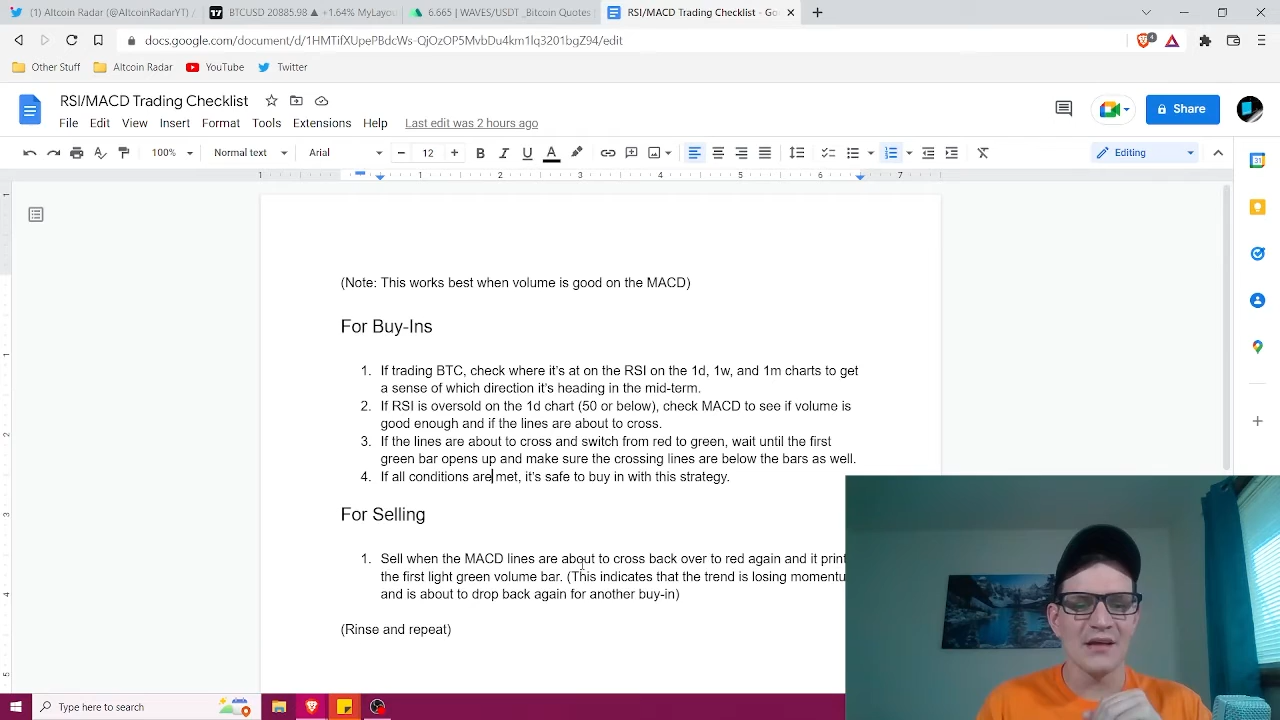 (1) Altcoin Radar (@AltcoinRadarYT)
BTCUSD 20885.98 ▲ +1.64% MyLayou
6.665 | WAVES/USDT _Bitcoin Quotes
RSI/MACD Trading Checklist - Go
docs.google.com/document/d/1HMTifXUpePBdcWs-QjOzOP5MvbDu4km1lq3201bgZ94/edit
4
Other Stuff
Altcoin Radar
YouTube
Twitter
RSI/MACD Trading Checklist
File Edit View Insert Format Tools Extensions Help Last edit was 2 hours ago
Share
100% Normal text Arial 12 B I U A Editing
1 1 2 3 4 5 6 7
31
(Note: This works best when volume is good on the MACD)
For Buy-Ins
1. If trading BTC, check where it's at on the RSI on the 1d, 1w, and 1m charts to get
a sense of which direction it's heading in the mid-term.
2. If RSI is oversold on the 1d chart (50 or below), check MACD to see if volume is
good enough and if the lines are about to cross.
3. If the lines are about to cross and switch from red to green, wait until the first
green bar opens up and make sure the crossing lines are below the bars as well.
4. If all conditions are met, it's safe to buy in with this strategy.
For Selling
1. Sell when the MACD lines are about to cross back over to red again and it print
the first light green volume bar. (This indicates that the trend is losing momentu
and is about to drop back again for another buy-in)
(Rinse and repeat)
Type here to search